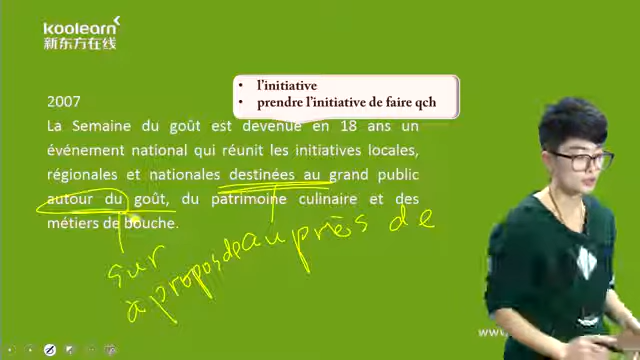 koolearn
新东方在线
• l'initiative
• prendre l'initiative de faire qch
2007
La Semaine du goût est devenue en 18 ans un
événement national qui réunit les initiatives locales,
régionales et nationales destinées au grand public
autour du goût, du patrimoine culinaire et des
métiers de bouche.
sur
à propos de
auprès de
www.